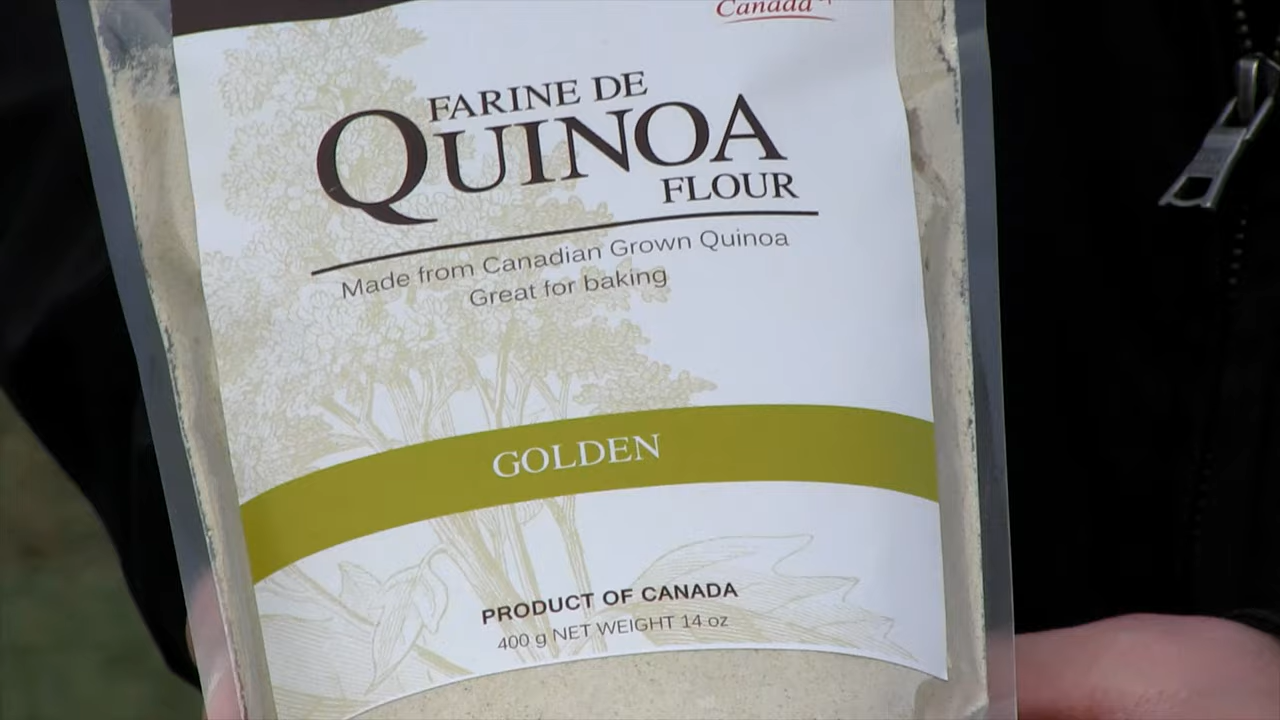 Canada
FARINE DE
QUINOA
FLOUR
Made from Canadian Grown Quinoa
Great for baking
GOLDEN
PRODUCT OF CANADA
400 g NET WEIGHT 14 oz